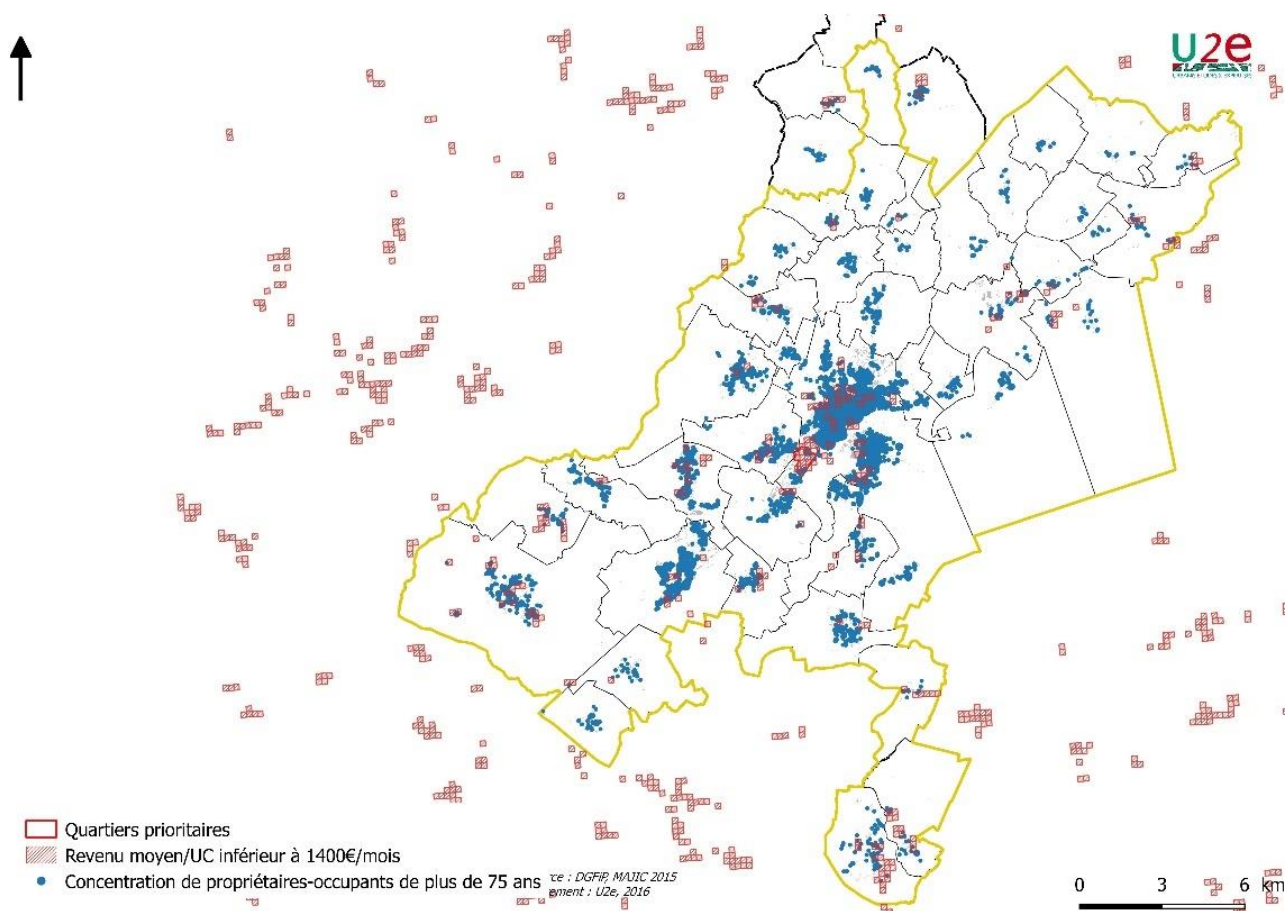 u2e
Quartiers prioritaires
Revenu moyen/UC inférieur à 1400€/mois
Concentration de propriétaires-occupants de plus de 75 ans
ce : DGFiP, MAJIC 2015
ement : U2e, 2016
0 3 6 km